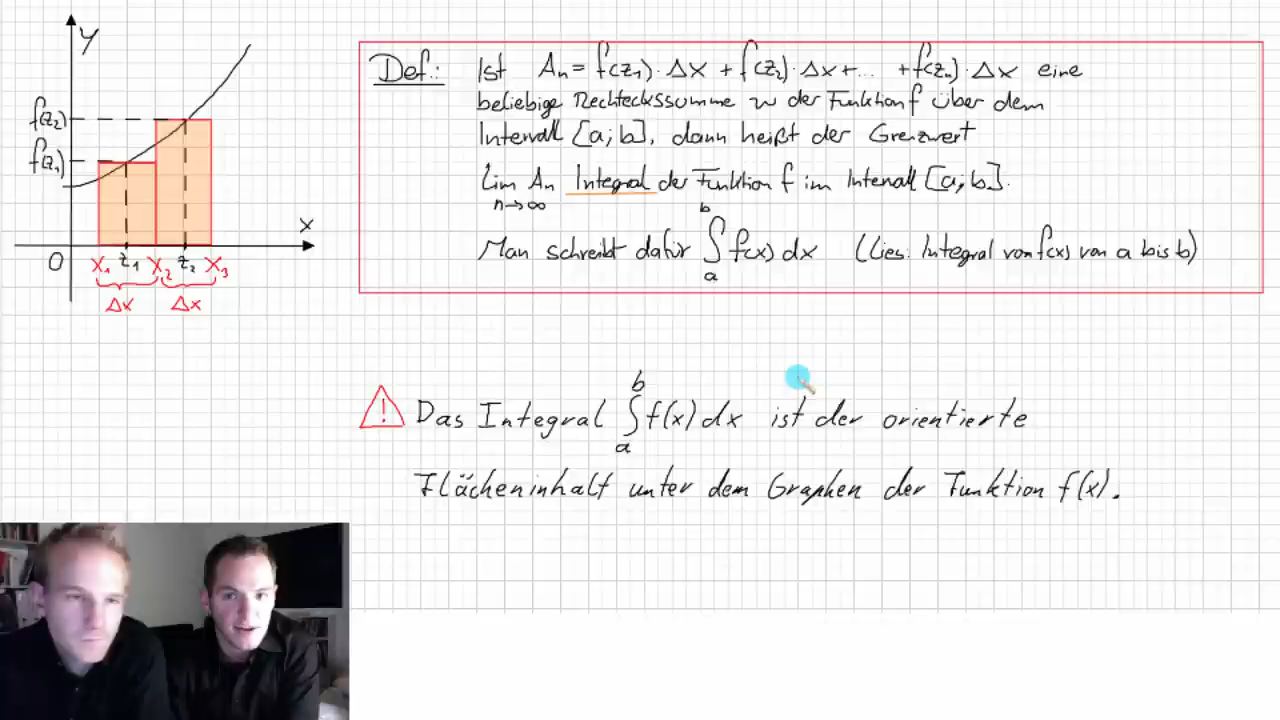 y
f(z₂)
f(z₁)
x
0
x₁ z₁ x₂ z₂ x₃
Δx Δx
Def.: Ist Aₙ = f(z₁)·Δx + f(z₂)·Δx + ... + f(zₙ)·Δx eine
beliebige Rechteckssumme zu der Funktion f über dem
Intervall [a;b], dann heißt der Grenzwert
Lim Aₙ Integral der Funktion f im Intervall [a;b].
n→∞
b
Man schreibt dafür ∫ f(x) dx (Lies: Integral von f(x) von a bis b)
a
b
! Das Integral ∫ f(x) dx ist der orientierte
a
Flächeninhalt unter dem Graphen der Funktion f(x).